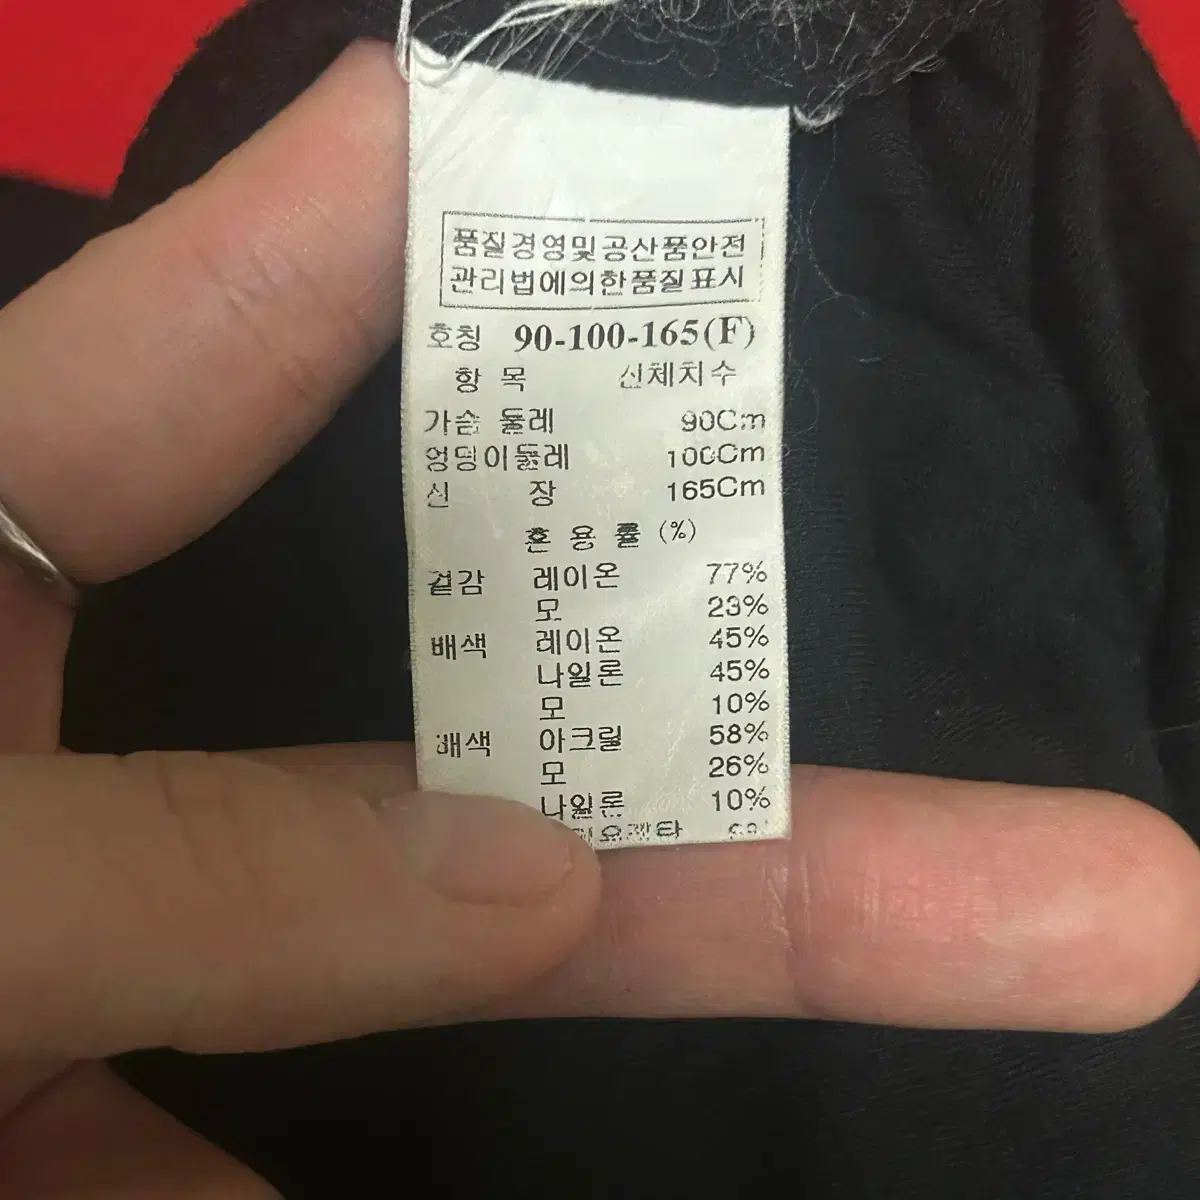 품질경영및공산품안전
관리법에의한품질표시
호칭 90-100-165(F)
항 목 신체치수
가슴 둘레 90Cm
엉덩이둘레 100Cm
신 장 165Cm
혼 용 률 (%)
겉감 레이온 77%
모 23%
배색 레이온 45%
나일론 45%
모 10%
배색 아크릴 58%
모 26%
나일론 10%